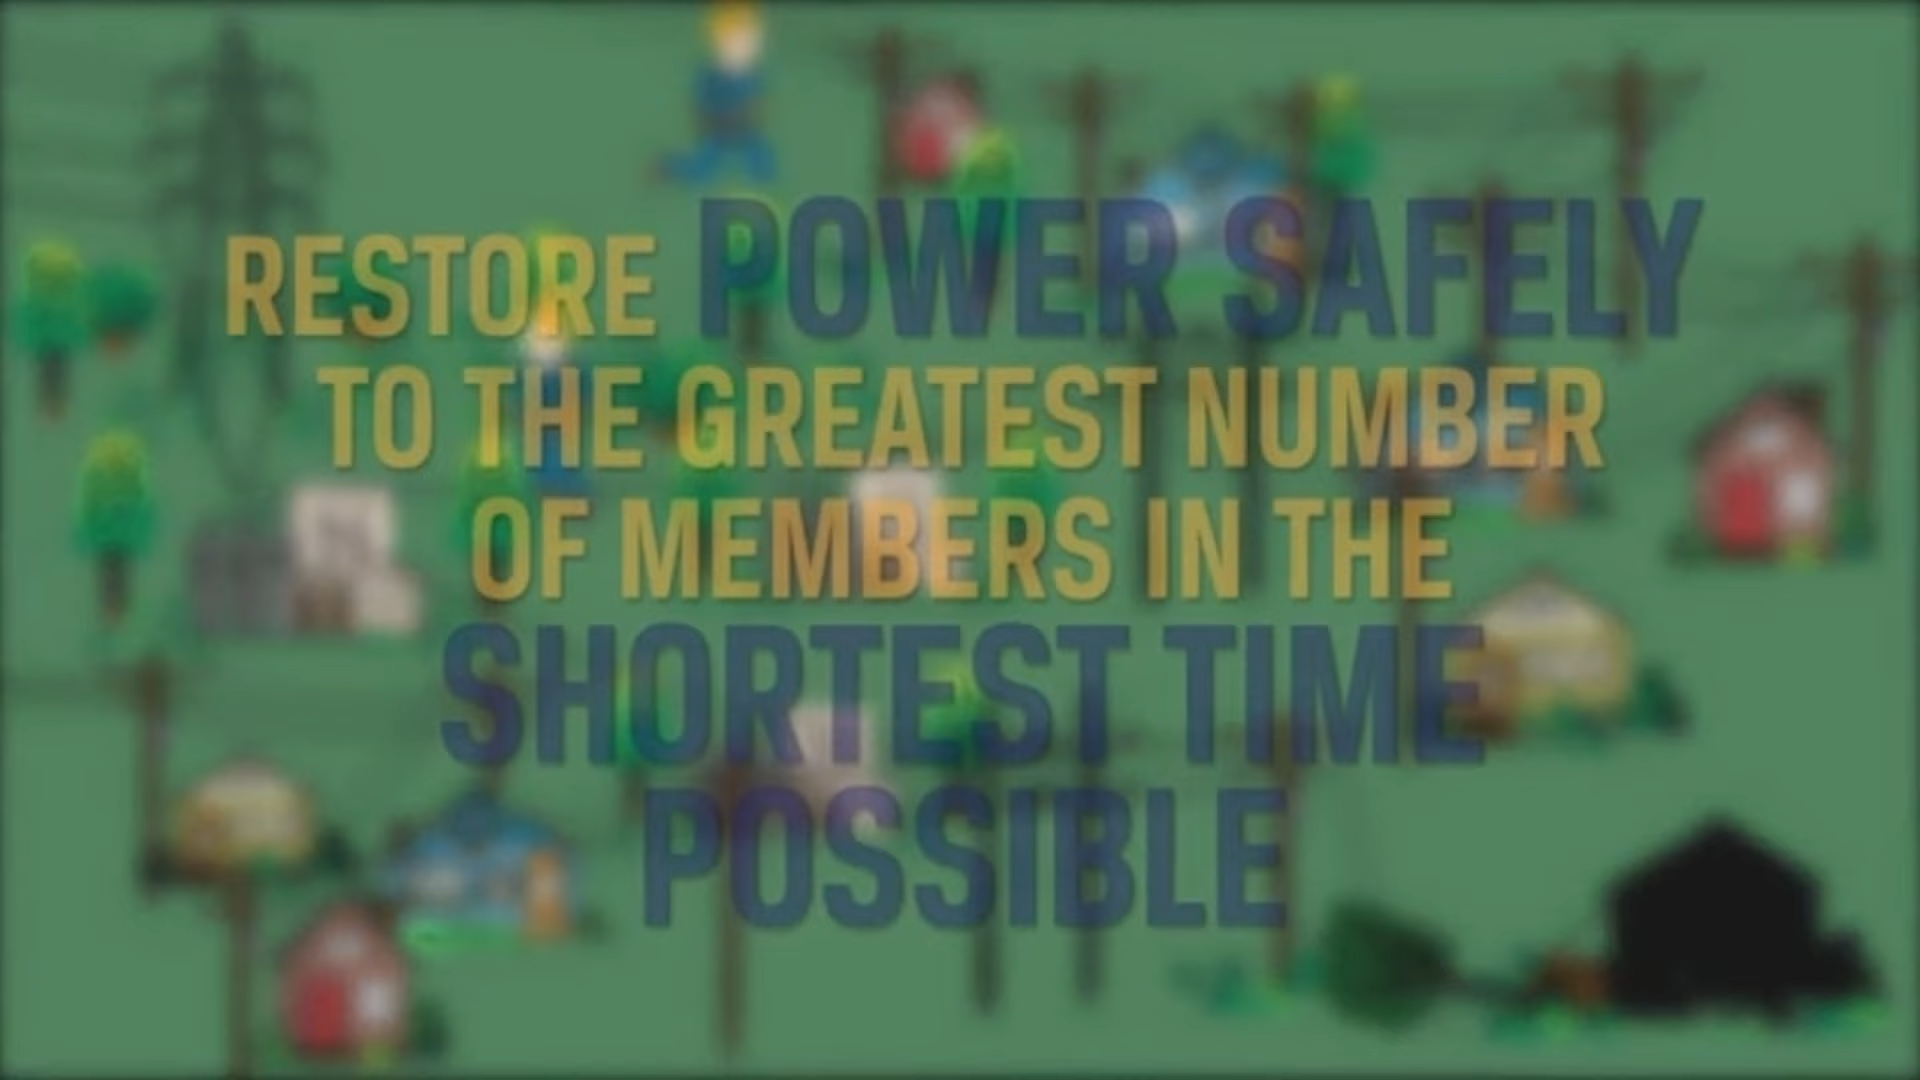 RESTORE POWER SAFELY
TO THE GREATEST NUMBER
OF MEMBERS IN THE
SHORTEST TIME
POSSIBLE